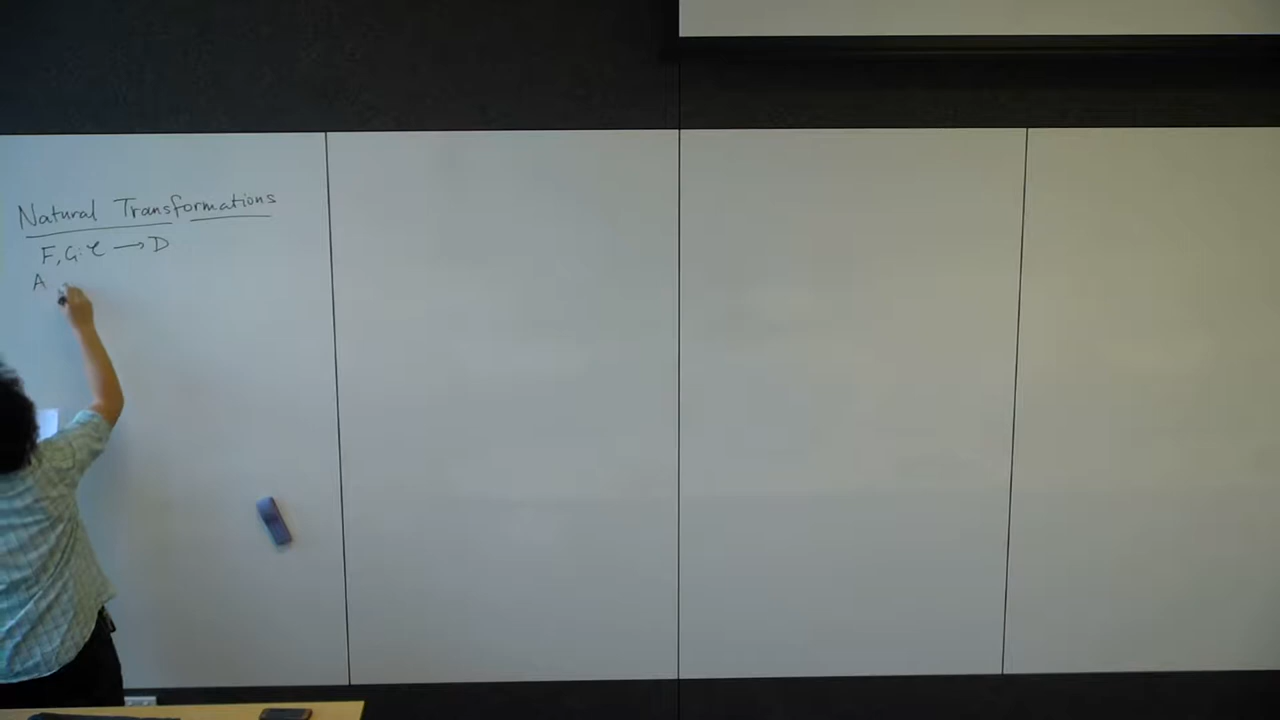 Natural Transformations
F, G: 𝒞 ⟶ D
A